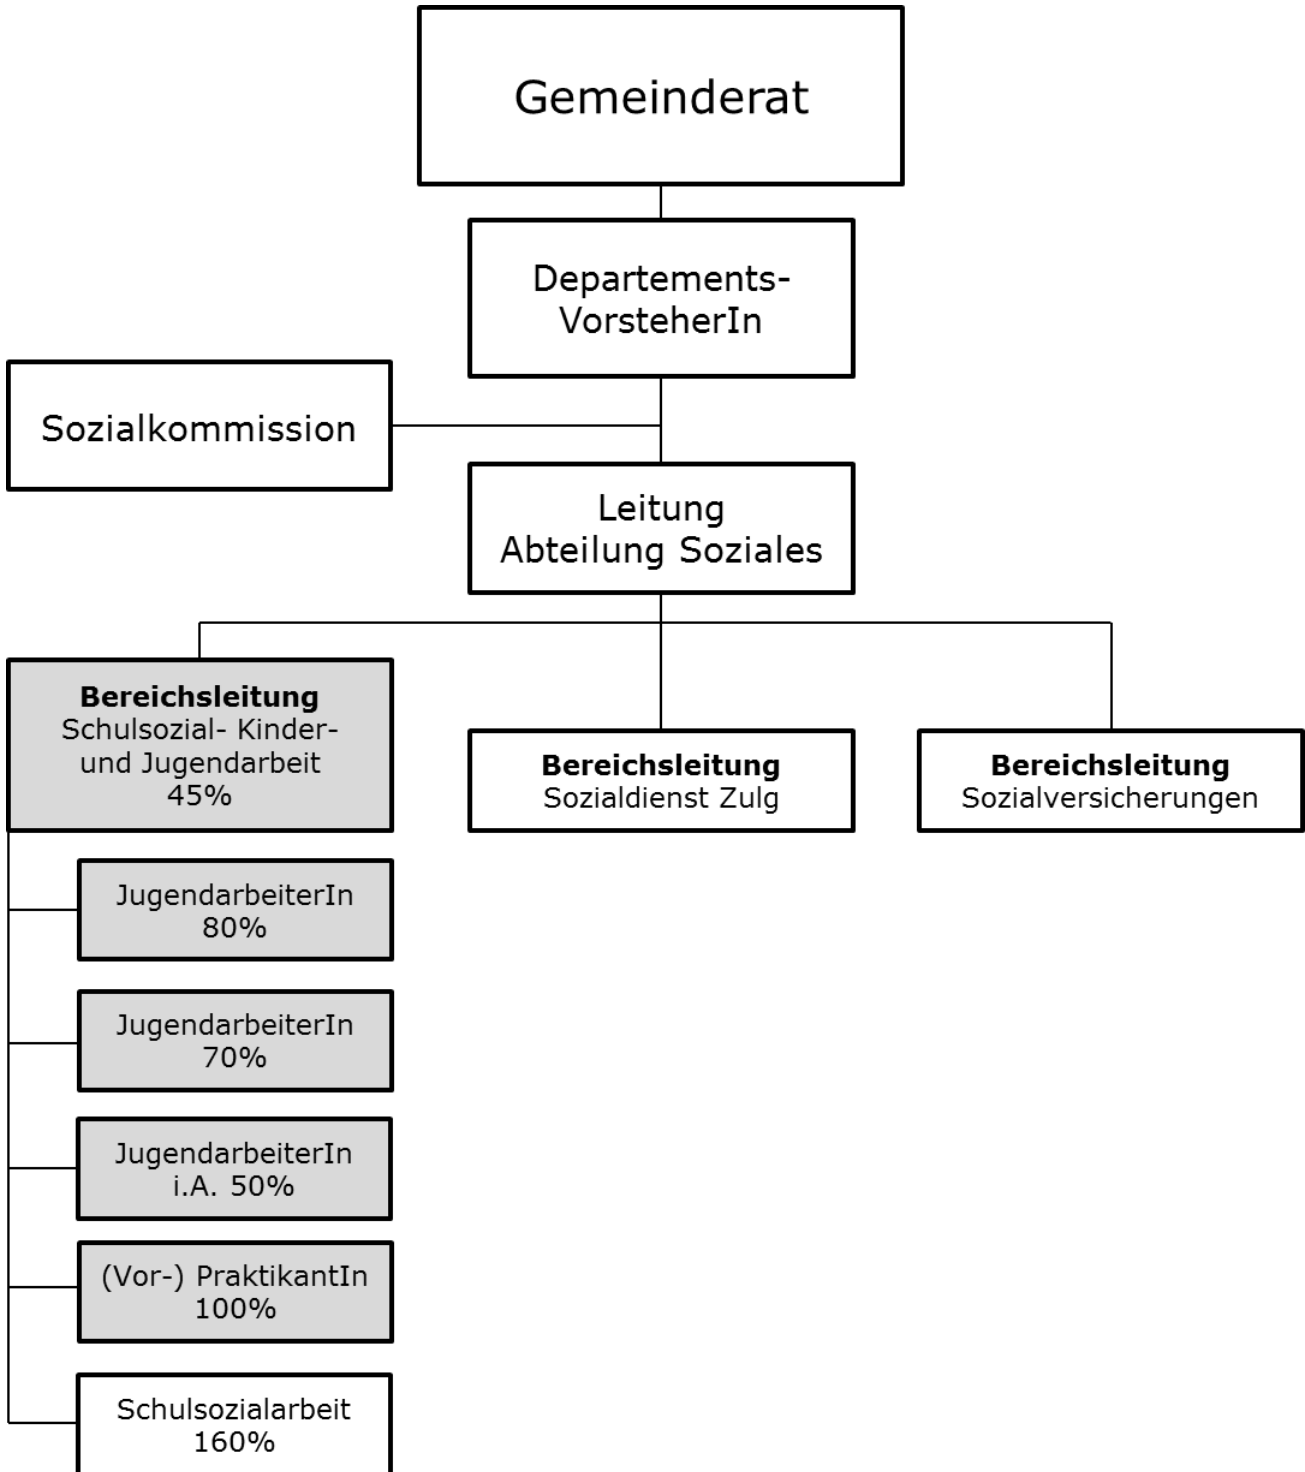 Gemeinderat
Departements-
VorsteherIn
Sozialkommission
Leitung
Abteilung Soziales
Bereichsleitung
Schulsozial- Kinder-
und Jugendarbeit
45%
Bereichsleitung
Sozialdienst Zulg
Bereichsleitung
Sozialversicherungen
JugendarbeiterIn
80%
JugendarbeiterIn
70%
JugendarbeiterIn
i.A. 50%
(Vor-) PraktikantIn
100%
Schulsozialarbeit
160%